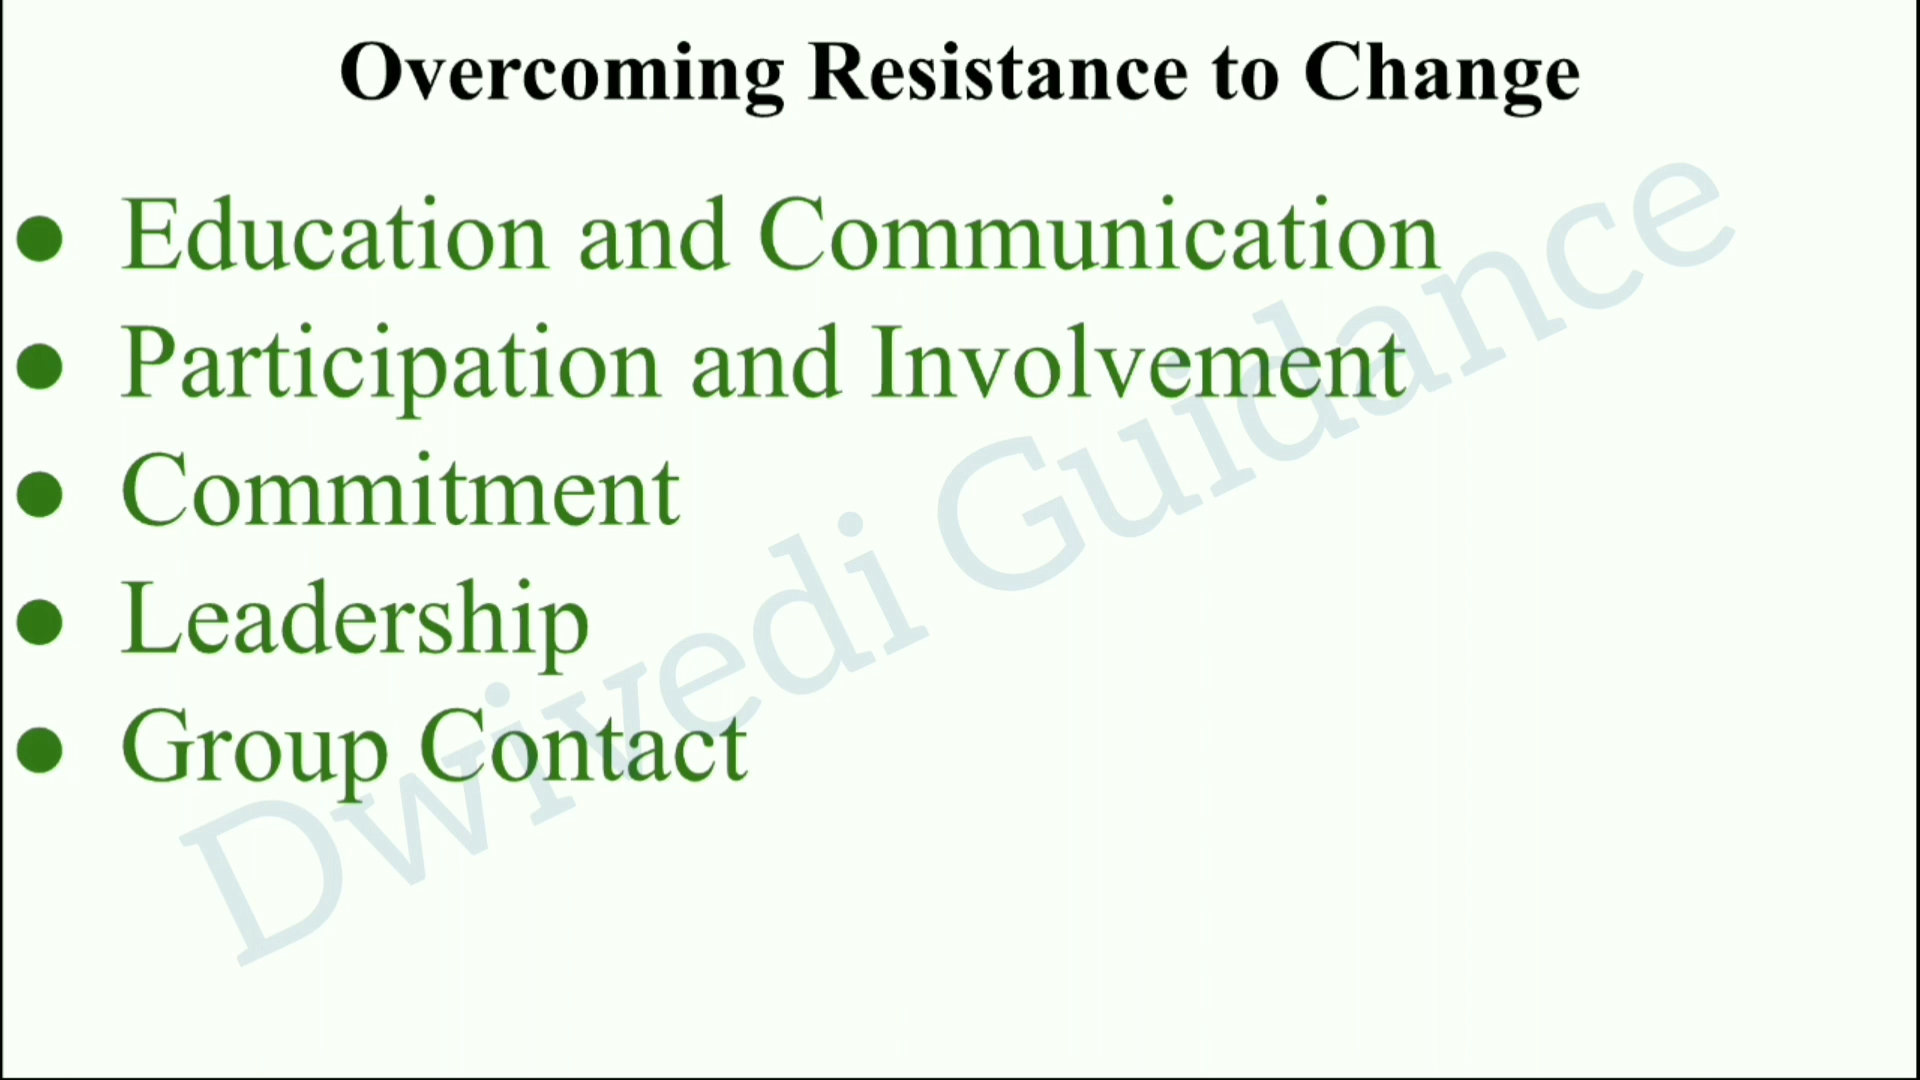 Overcoming Resistance to Change
● Education and Communication
● Participation and Involvement
● Commitment
● Leadership
● Group Contact
Dwivedi Guidance